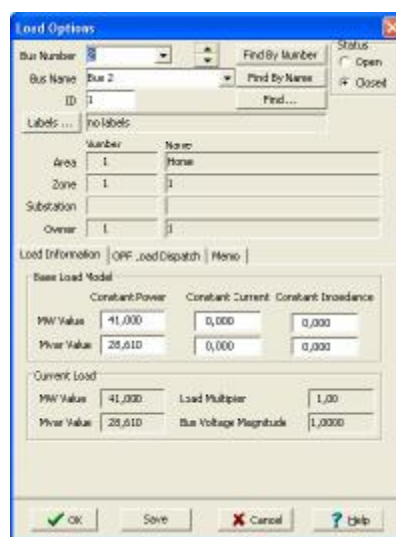 Load Options
Bus Number 2 Find By Number Status
Open
Bus Name Bus 2 Find By Name Closed
ID 1 Find ...
Labels ... no labels
Number Name
Area 1 Home
Zone 1 1
Substation
Owner 1 1
Load Information OPF Load Dispatch Memo
Base Load Model
Constant Power Constant Current Constant Impedance
MW Value 41,000 0,000 0,000
Mvar Value 28,610 0,000 0,000
Current Load
MW Value 41,000 Load Multiplier 1,00
Mvar Value 28,610 Bus Voltage Magnitude 1,0000
OK Save Cancel ? Help